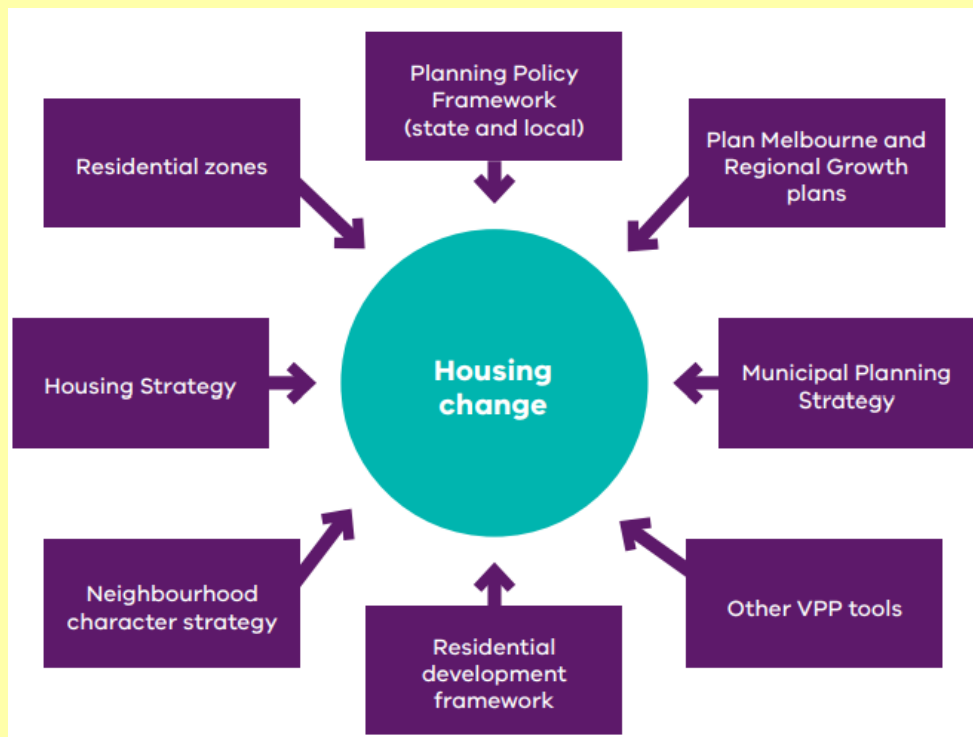 Planning Policy
Framework
(state and local)
Residential zones
Plan Melbourne and
Regional Growth
plans
Housing Strategy
Housing
change
Municipal Planning
Strategy
Neighbourhood
character strategy
Residential
development
framework
Other VPP tools